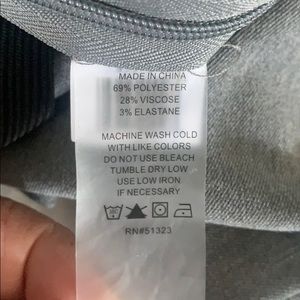 MADE IN CHINA
69% POLYESTER
28% VISCOSE
3% ELASTANE
MACHINE WASH COLD
WITH LIKE COLORS
DO NOT USE BLEACH
TUMBLE DRY LOW
USE LOW IRON
IF NECESSARY
RN#51323